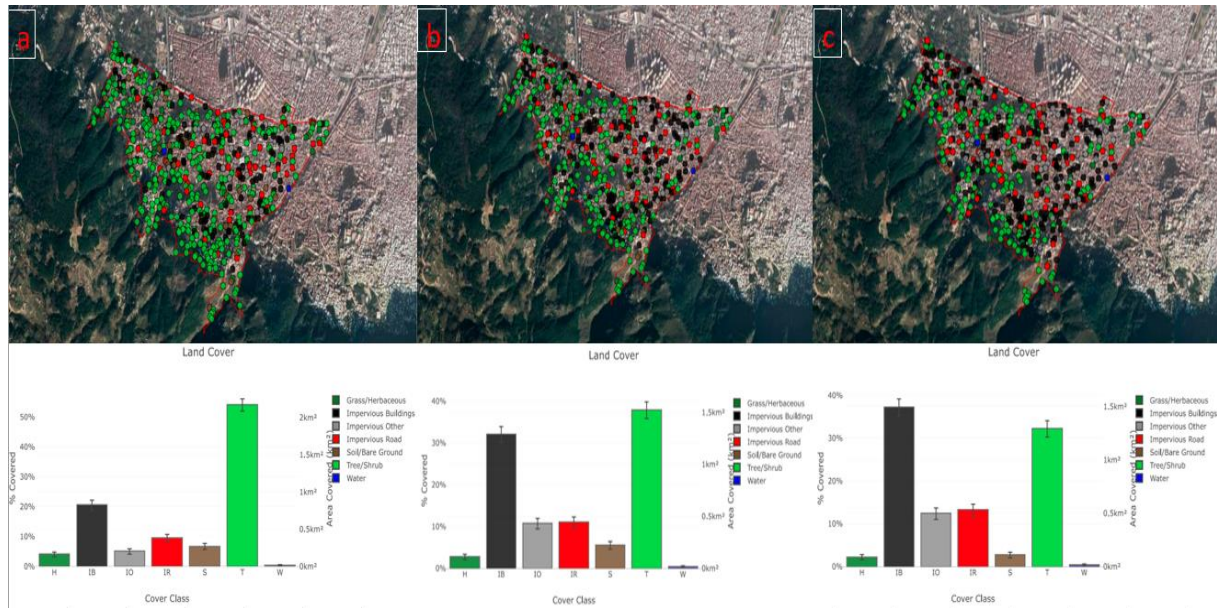 a
b
c
Land Cover
Land Cover
Land Cover
50%
40%
30%
20%
10%
0%
% Covered
2km²
1.5km²
1km²
0.5km²
0km²
Area Covered (km²)
Grass/Herbaceous
Impervious Buildings
Impervious Other
Impervious Road
Soil/Bare Ground
Tree/Shrub
Water
H IB IO IR S T W
Cover Class
40%
30%
20%
10%
0%
% Covered
1.5km²
1km²
0.5km²
0km²
Area Covered (km²)
Grass/Herbaceous
Impervious Buildings
Impervious Other
Impervious Road
Soil/Bare Ground
Tree/Shrub
Water
H IB IO IR S T W
Cover Class
40%
30%
20%
10%
0%
% Covered
1.5km²
1km²
0.5km²
0km²
Grass/Herbaceous
Impervious Buildings
Impervious Other
Impervious Road
Soil/Bare Ground
Tree/Shrub
Water
H IB IO IR S T W
Cover Class